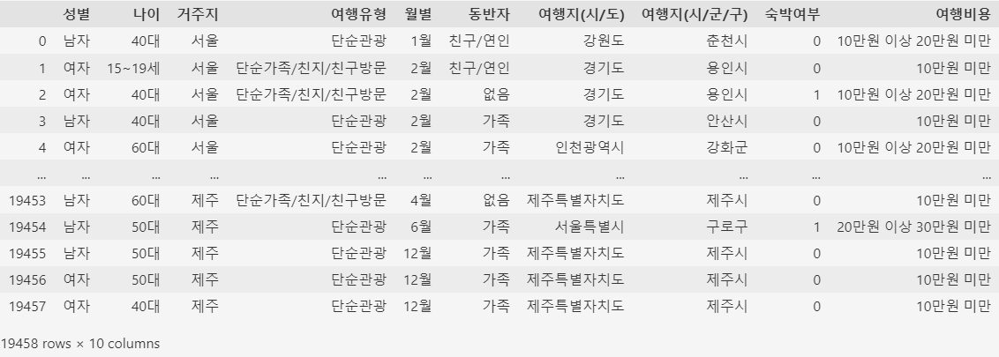 성별 나이 거주지 여행유형 월별 동반자 여행지(시/도) 여행지(시/군/구) 숙박여부 여행비용
0 남자 40대 서울 단순관광 1월 친구/연인 강원도 춘천시 0 10만원 이상 20만원 미만
1 여자 15~19세 서울 단순가족/친지/친구방문 2월 친구/연인 경기도 용인시 0 10만원 미만
2 여자 40대 서울 단순가족/친지/친구방문 2월 없음 경기도 용인시 1 10만원 이상 20만원 미만
3 남자 40대 서울 단순관광 2월 가족 경기도 안산시 0 10만원 미만
4 여자 60대 서울 단순관광 2월 가족 인천광역시 강화군 0 10만원 이상 20만원 미만
... ... ... ... ... ... ... ... ... ... ...
19453 남자 60대 제주 단순가족/친지/친구방문 4월 없음 제주특별자치도 제주시 0 10만원 미만
19454 남자 50대 제주 단순관광 6월 가족 서울특별시 구로구 1 20만원 이상 30만원 미만
19455 남자 50대 제주 단순관광 12월 가족 제주특별자치도 제주시 0 10만원 미만
19456 여자 50대 제주 단순관광 12월 가족 제주특별자치도 제주시 0 10만원 미만
19457 여자 40대 제주 단순관광 12월 가족 제주특별자치도 제주시 0 10만원 미만
19458 rows × 10 columns